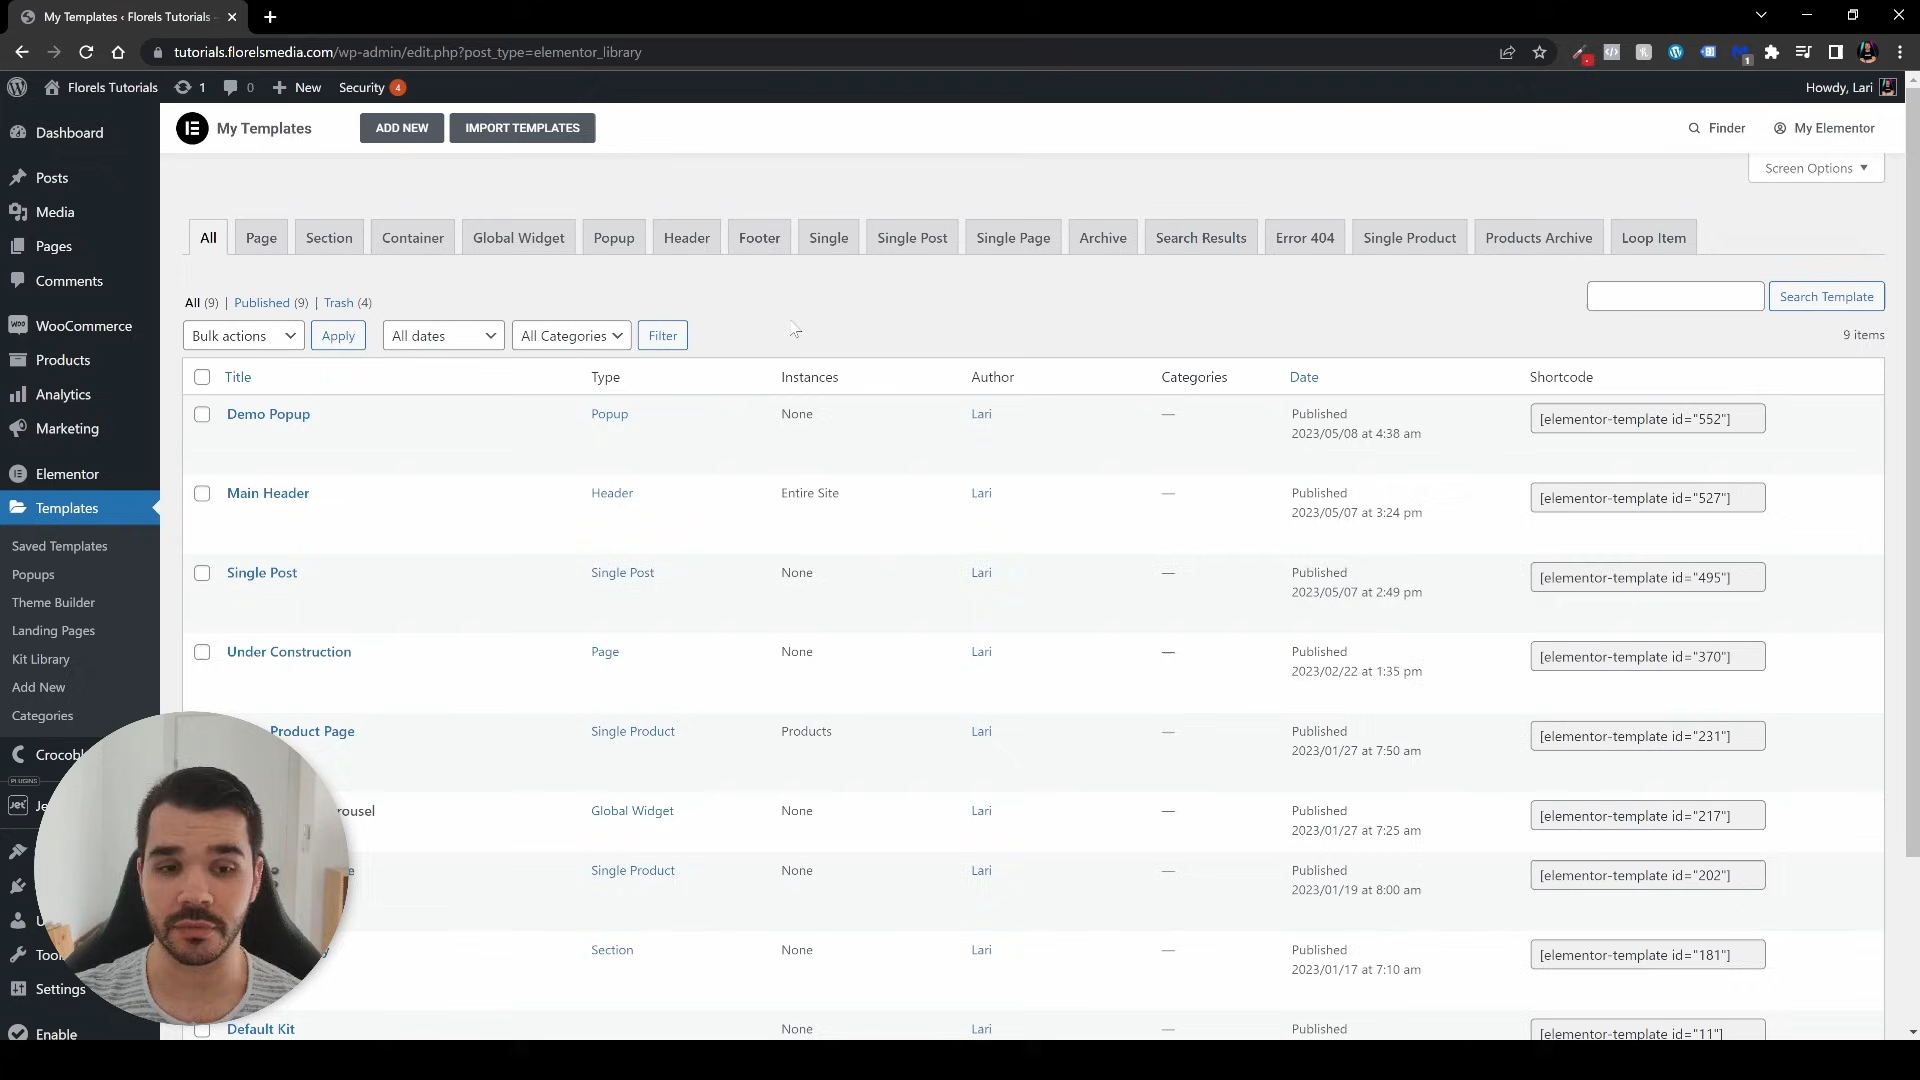 My Templates ‹ Florels Tutorials
tutorials.florelsmedia.com/wp-admin/edit.php?post_type=elementor_library
Florels Tutorials 1 0 New Security 4 Howdy, Lari
My Templates ADD NEW IMPORT TEMPLATES Finder My Elementor
Screen Options
Dashboard
Posts
Media
Pages
Comments
WooCommerce
Products
Analytics
Marketing
Elementor
Templates
Saved Templates
Popups
Theme Builder
Landing Pages
Kit Library
Add New
Categories
PLUGINS
Settings
Enable
All Page Section Container Global Widget Popup Header Footer Single Single Post Single Page Archive Search Results Error 404 Single Product Products Archive Loop Item
All (9) | Published (9) | Trash (4)
Search Template
Bulk actions Apply All dates All Categories Filter 9 items
Title Type Instances Author Categories Date Shortcode
Demo Popup Popup None Lari — Published [elementor-template id="552"]
2023/05/08 at 4:38 am
Main Header Header Entire Site Lari — Published [elementor-template id="527"]
2023/05/07 at 3:24 pm
Single Post Single Post None Lari — Published [elementor-template id="495"]
2023/05/07 at 2:49 pm
Under Construction Page None Lari — Published [elementor-template id="370"]
2023/02/22 at 1:35 pm
Product Page Single Product Products Lari — Published [elementor-template id="231"]
2023/01/27 at 7:50 am
Global Widget None Lari — Published [elementor-template id="217"]
2023/01/27 at 7:25 am
Single Product None Lari — Published [elementor-template id="202"]
2023/01/19 at 8:00 am
Section None Lari — Published [elementor-template id="181"]
2023/01/17 at 7:10 am
Default Kit None Lari — Published [elementor-template id="11"]